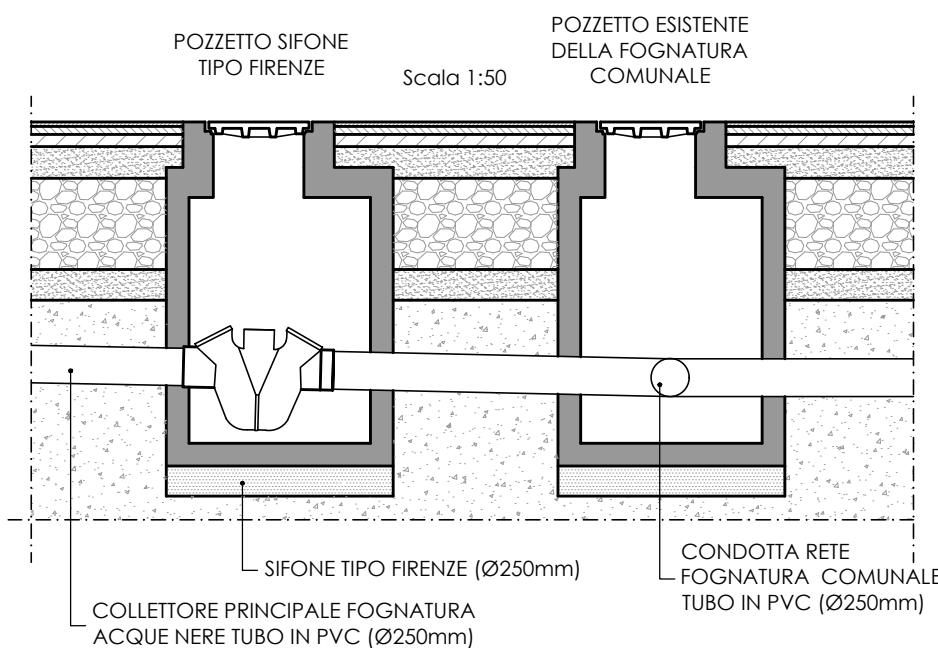 POZZETTO SIFONE
TIPO FIRENZE
Scala 1:50
POZZETTO ESISTENTE
DELLA FOGNATURA
COMUNALE
SIFONE TIPO FIRENZE (Ø250mm)
COLLETTORE PRINCIPALE FOGNATURA
ACQUE NERE TUBO IN PVC (Ø250mm)
CONDOTTA RETE
FOGNATURA COMUNALE
TUBO IN PVC (Ø250mm)